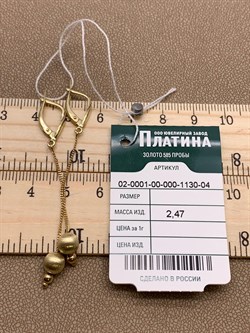 ООО ЮВЕЛИРНЫЙ ЗАВОД
ПЛАТИНА
ЗОЛОТО 585 ПРОБЫ
АРТИКУЛ
02-0001-00-000-1130-04
РАЗМЕР
МАССА ИЗД. 2,47
ЦЕНА за 1г
ЦЕНА ИЗД.
СДЕЛАНО В РОССИИ